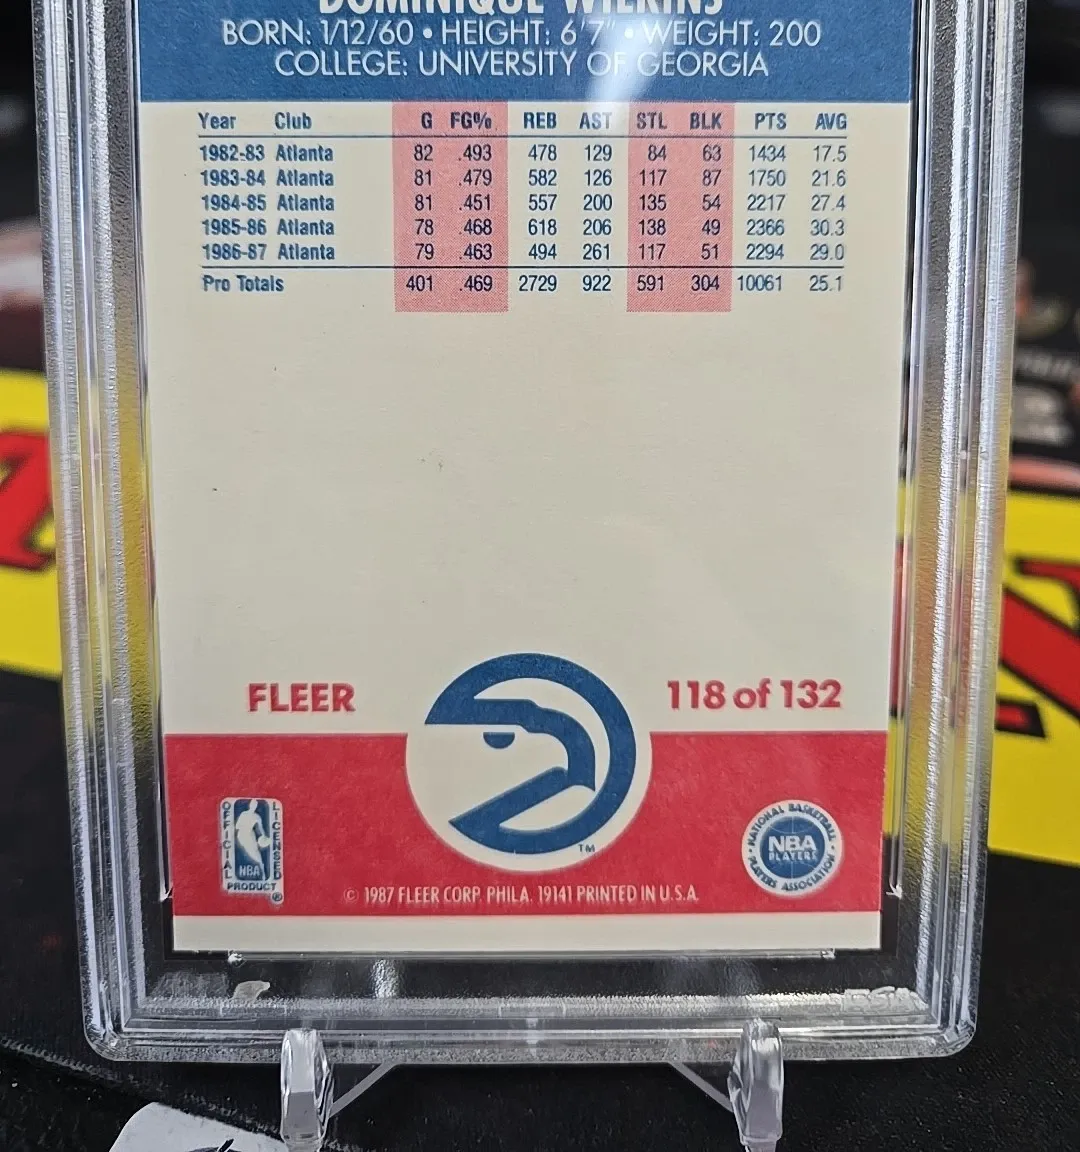 DOMINIQUE WILKINS
BORN: 1/12/60 • HEIGHT: 6'7" • WEIGHT: 200
COLLEGE: UNIVERSITY OF GEORGIA
Year Club G FG% REB AST STL BLK PTS AVG
1982-83 Atlanta 82 .493 478 129 84 63 1434 17.5
1983-84 Atlanta 81 .479 582 126 117 87 1750 21.6
1984-85 Atlanta 81 .451 557 200 135 54 2217 27.4
1985-86 Atlanta 78 .468 618 206 138 49 2366 30.3
1986-87 Atlanta 79 .463 494 261 117 51 2294 29.0
Pro Totals 401 .469 2729 922 591 304 10061 25.1
FLEER
118 of 132
TM
OFFICIAL LICENSED
NBA
PRODUCT ®
NATIONAL BASKETBALL
NBA
PLAYERS
PLAYERS ASSOCIATION
© 1987 FLEER CORP. PHILA. 19141 PRINTED IN U.S.A.
PSA